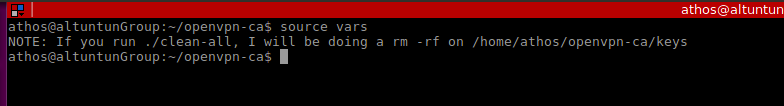 athos@altuntun
athos@altuntunGroup:~/openvpn-ca$ source vars
NOTE: If you run ./clean-all, I will be doing a rm -rf on /home/athos/openvpn-ca/keys
athos@altuntunGroup:~/openvpn-ca$